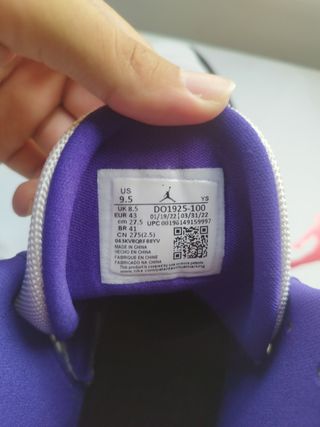 US
9.5
YS
UK 8.5
DO1925-100
EUR 43
01/19/22 03/31/22
cm 27.5
UPC 00196149159997
BR 41
CN 275(2.5)
MADE IN CHINA
HECHO EN CHINA
FABRIQUE EN CHINE
FABRICADO NA CHINA